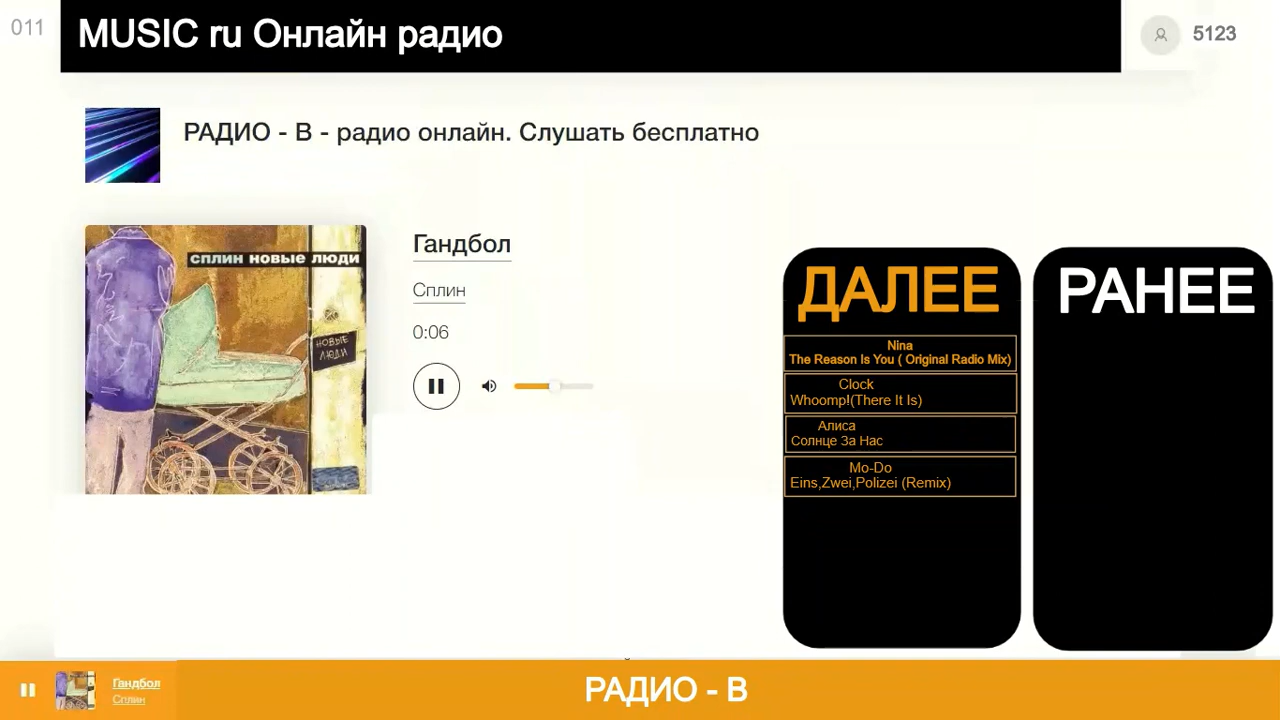 011
MUSIC ru Онлайн радио
5123
РАДИО - В - радио онлайн. Слушать бесплатно
сплин новые люди
НОВЫЕ
ЛЮДИ
Гандбол
Сплин
0:06
ДАЛЕЕ
Nina
The Reason Is You ( Original Radio Mix)
Clock
Whoomp!(There It Is)
Алиса
Солнце За Нас
Mo-Do
Eins,Zwei,Polizei (Remix)
РАНЕЕ
Гандбол
Сплин
РАДИО - В